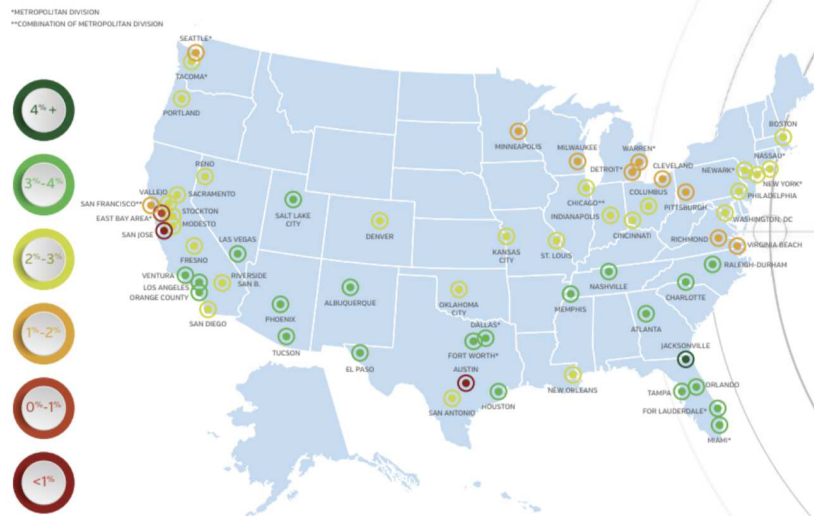 *METROPOLITAN DIVISION
**COMBINATION OF METROPOLITAN DIVISION
4%+
3%-4%
2%-3%
1%-2%
0%-1%
<1%
SEATTLE*
TACOMA*
PORTLAND
RENO
VALLEJO
SACRAMENTO
SAN FRANCISCO**
STOCKTON
EAST BAY AREA*
MODESTO
SAN JOSE
LAS VEGAS
FRESNO
VENTURA
RIVERSIDE
SAN B.
LOS ANGELES
ORANGE COUNTY
SAN DIEGO
SALT LAKE
CITY
DENVER
ALBUQUERQUE
PHOENIX
TUCSON
EL PASO
MINNEAPOLIS
MILWAUKEE
WARREN*
DETROIT*
CLEVELAND
CHICAGO**
COLUMBUS
PITTSBURGH
INDIANAPOLIS
CINCINNATI
KANSAS
CITY
ST. LOUIS
OKLAHOMA
CITY
DALLAS*
FORT WORTH*
AUSTIN
SAN ANTONIO
HOUSTON
NEW ORLEANS
MEMPHIS
NASHVILLE
BOSTON
NASSAU*
NEWARK*
NEW YORK*
PHILADELPHIA
WASHINGTON, DC
RICHMOND
VIRGINIA BEACH
RALEIGH-DURHAM
CHARLOTTE
ATLANTA
JACKSONVILLE
ORLANDO
TAMPA
FOR LAUDERDALE*
MIAMI*